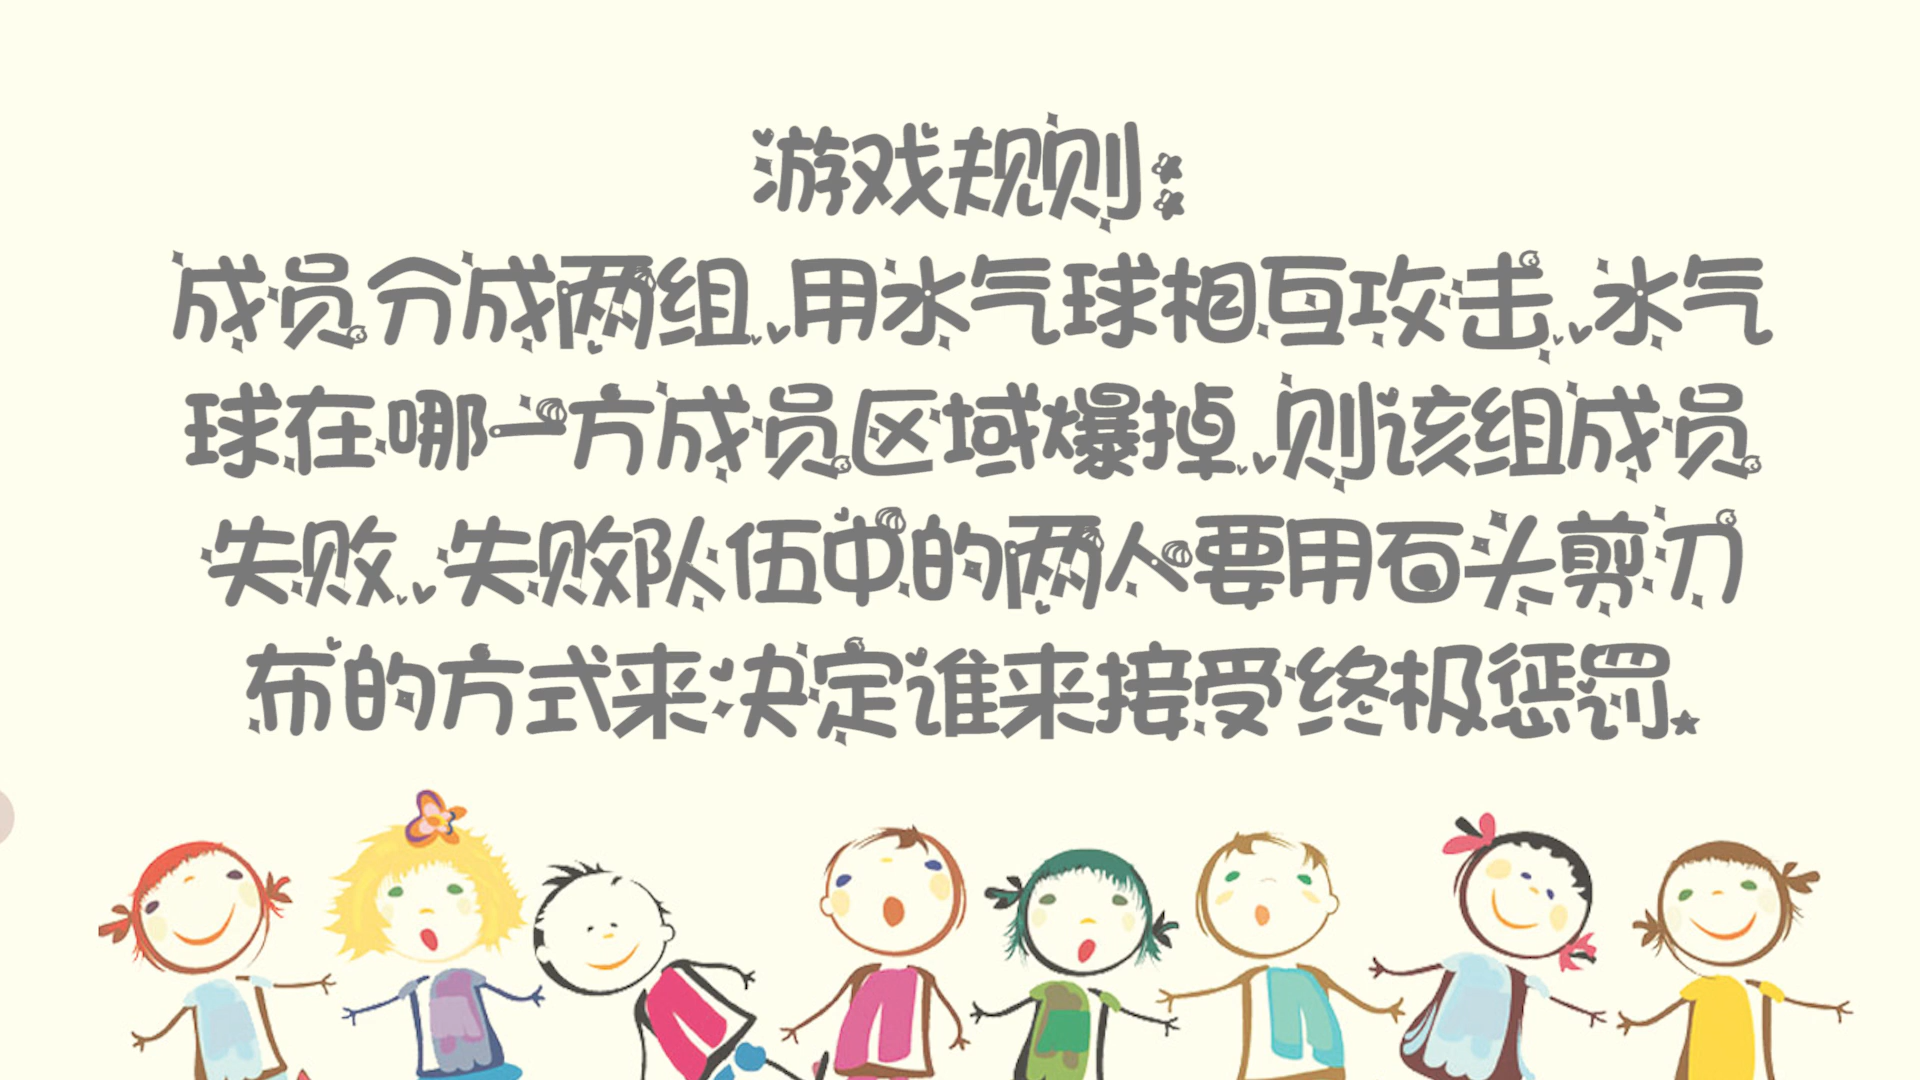 游戏规则：
成员分成两组，用水气球相互攻击，水气
球在哪一方成员区域爆掉，则该组成员
失败，失败队伍中的两人要用石头剪刀
布的方式来决定谁来接受终极惩罚。